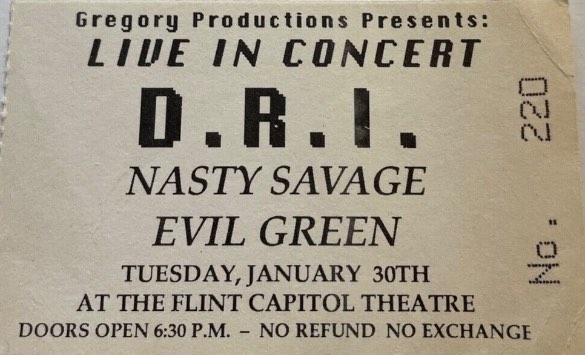 Gregory Productions Presents:
LIVE IN CONCERT
D.R.I.
NASTY SAVAGE
EVIL GREEN
TUESDAY, JANUARY 30TH
AT THE FLINT CAPITOL THEATRE
DOORS OPEN 6:30 P.M. – NO REFUND NO EXCHANGE
No. 220